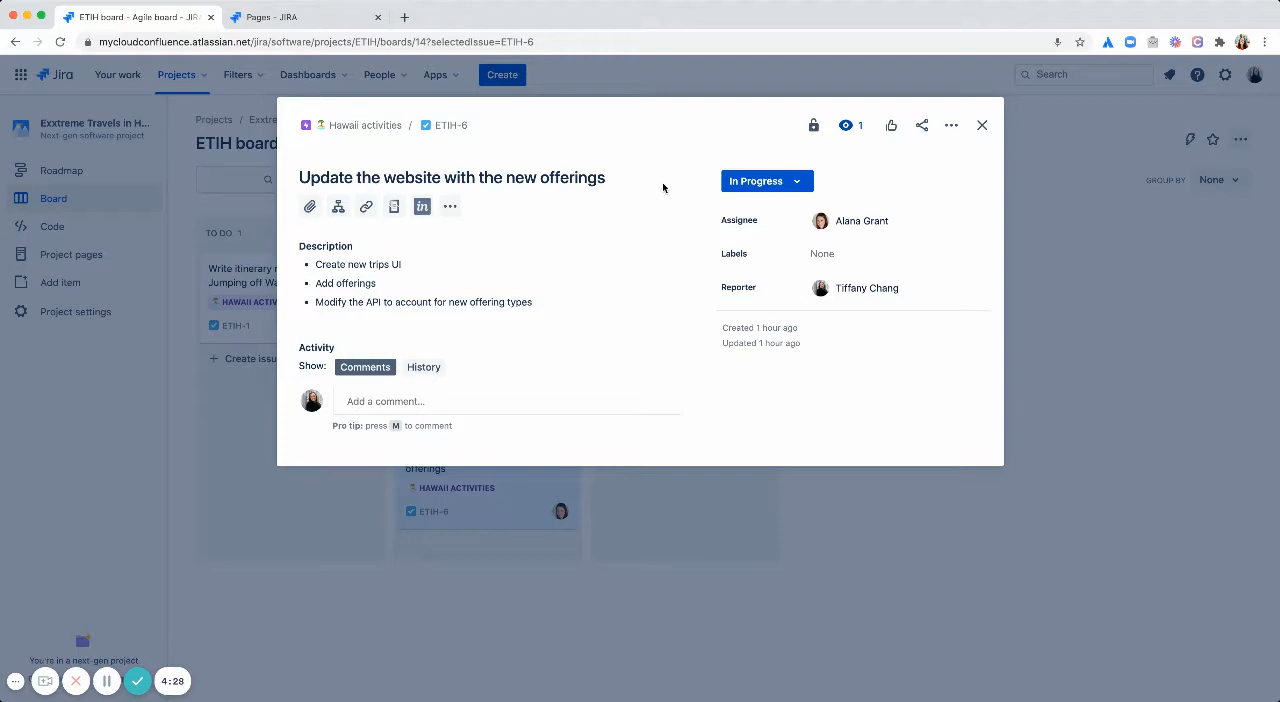 ETIH board - Agile board - JIR
Pages - JIRA
mycloudconfluence.atlassian.net/jira/software/projects/ETIH/boards/14?selectedIssue=ETIH-6
Jira
Your work
Projects
Filters
Dashboards
People
Apps
Create
Search
Exxtreme Travels in H...
Next-gen software project
Roadmap
Board
Code
Project pages
Add item
Project settings
You're in a next-gen project
4:28
Projects / Exxtre
ETIH board
GROUP BY None
TO DO 1
Write itinerary
Jumping off Wa
HAWAII ACTIV
ETIH-1
Create issu
Hawaii activities / ETIH-6
1
Update the website with the new offerings
in
Description
Create new trips UI
Add offerings
Modify the API to account for new offering types
Activity
Show: Comments History
Add a comment...
Pro tip: press M to comment
In Progress
Assignee Alana Grant
Labels None
Reporter Tiffany Chang
Created 1 hour ago
Updated 1 hour ago
offerings
HAWAII ACTIVITIES
ETIH-6